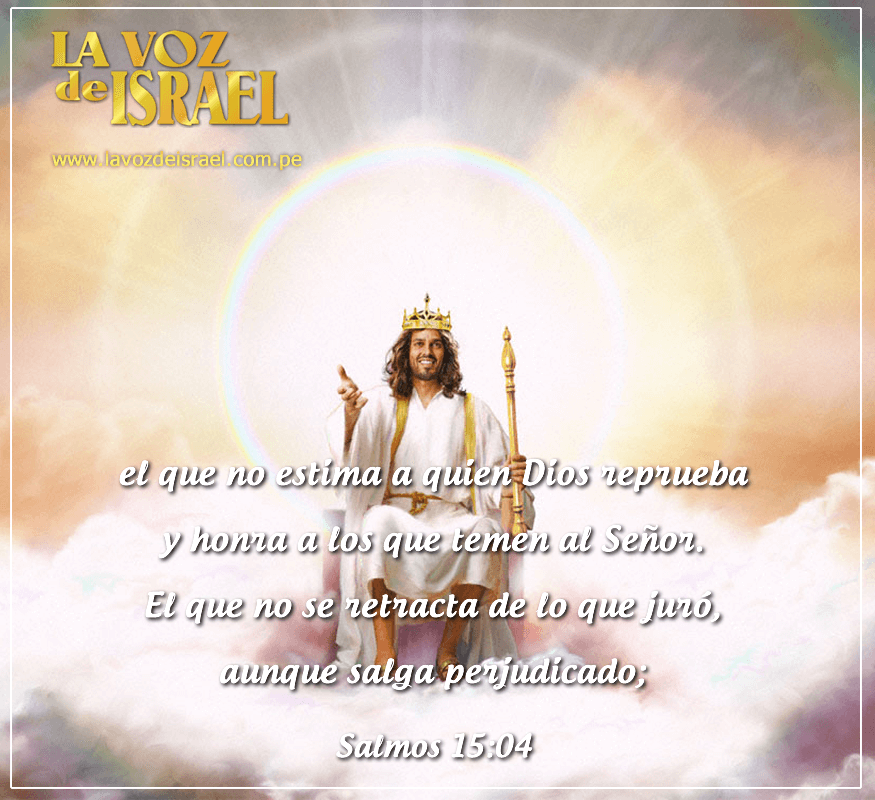 LA VOZ
de ISRAEL
www.lavozdeisrael.com.pe
el que no estima a quien Dios reprueba
y honra a los que temen al Señor.
El que no se retracta de lo que juró,
aunque salga perjudicado;
Salmos 15:04